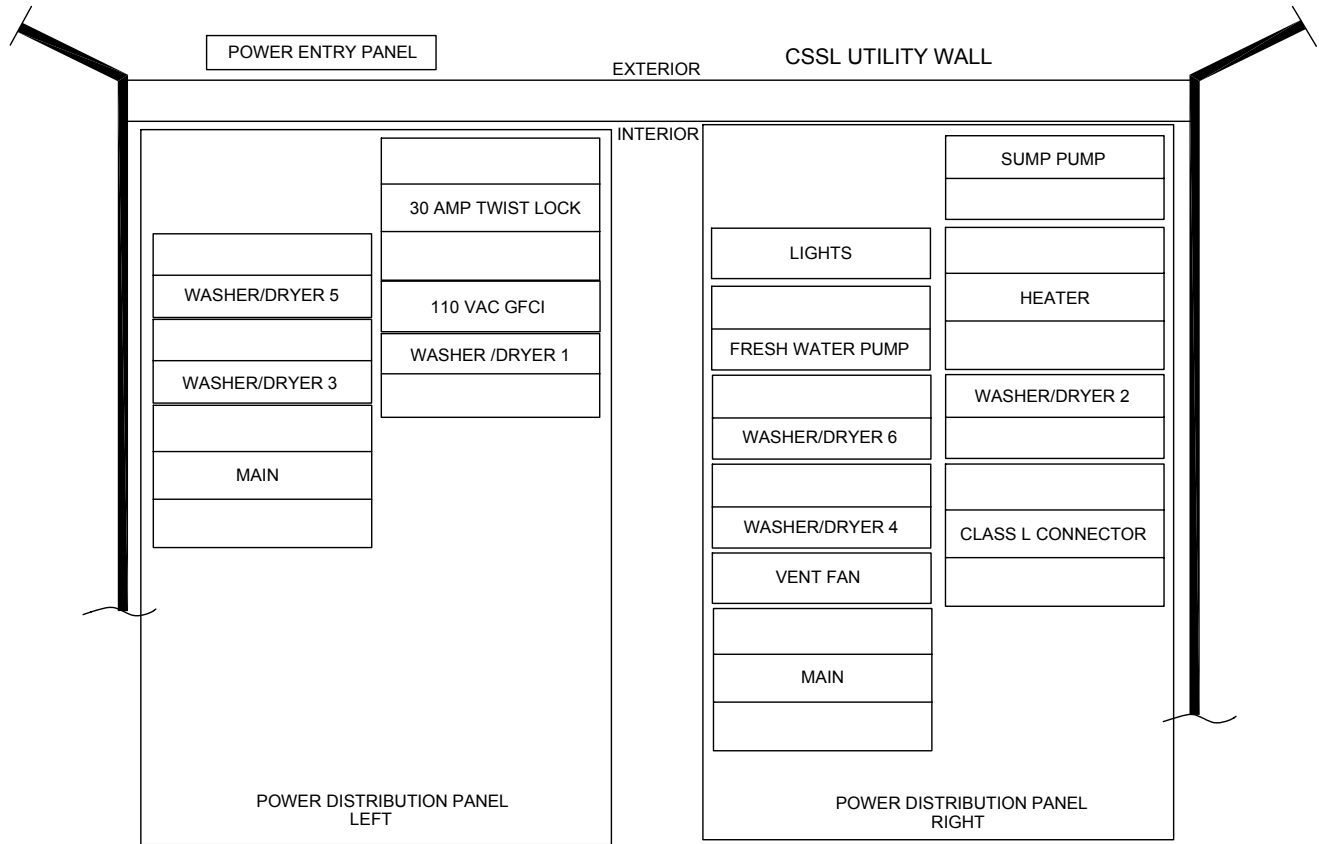 POWER ENTRY PANEL
CSSL UTILITY WALL
EXTERIOR
INTERIOR
30 AMP TWIST LOCK
110 VAC GFCI
WASHER /DRYER 1
WASHER/DRYER 5
WASHER/DRYER 3
MAIN
POWER DISTRIBUTION PANEL
LEFT
SUMP PUMP
LIGHTS
HEATER
FRESH WATER PUMP
WASHER/DRYER 2
WASHER/DRYER 6
WASHER/DRYER 4
CLASS L CONNECTOR
VENT FAN
MAIN
POWER DISTRIBUTION PANEL
RIGHT